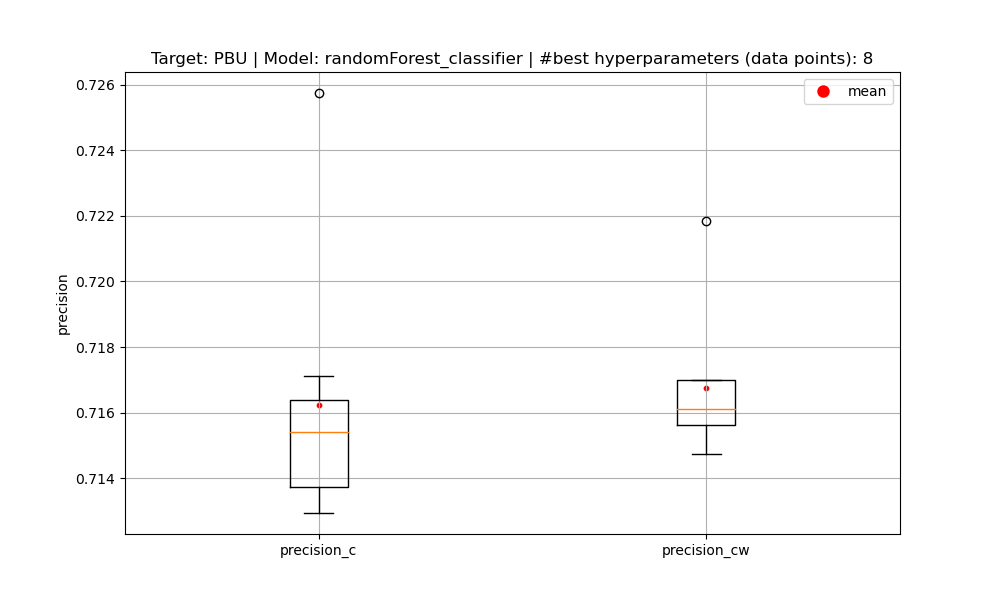 Target: PBU | Model: randomForest_classifier | #best hyperparameters (data points): 8
mean
0.726
0.724
0.722
0.720
0.718
0.716
0.714
precision
precision_c
precision_cw